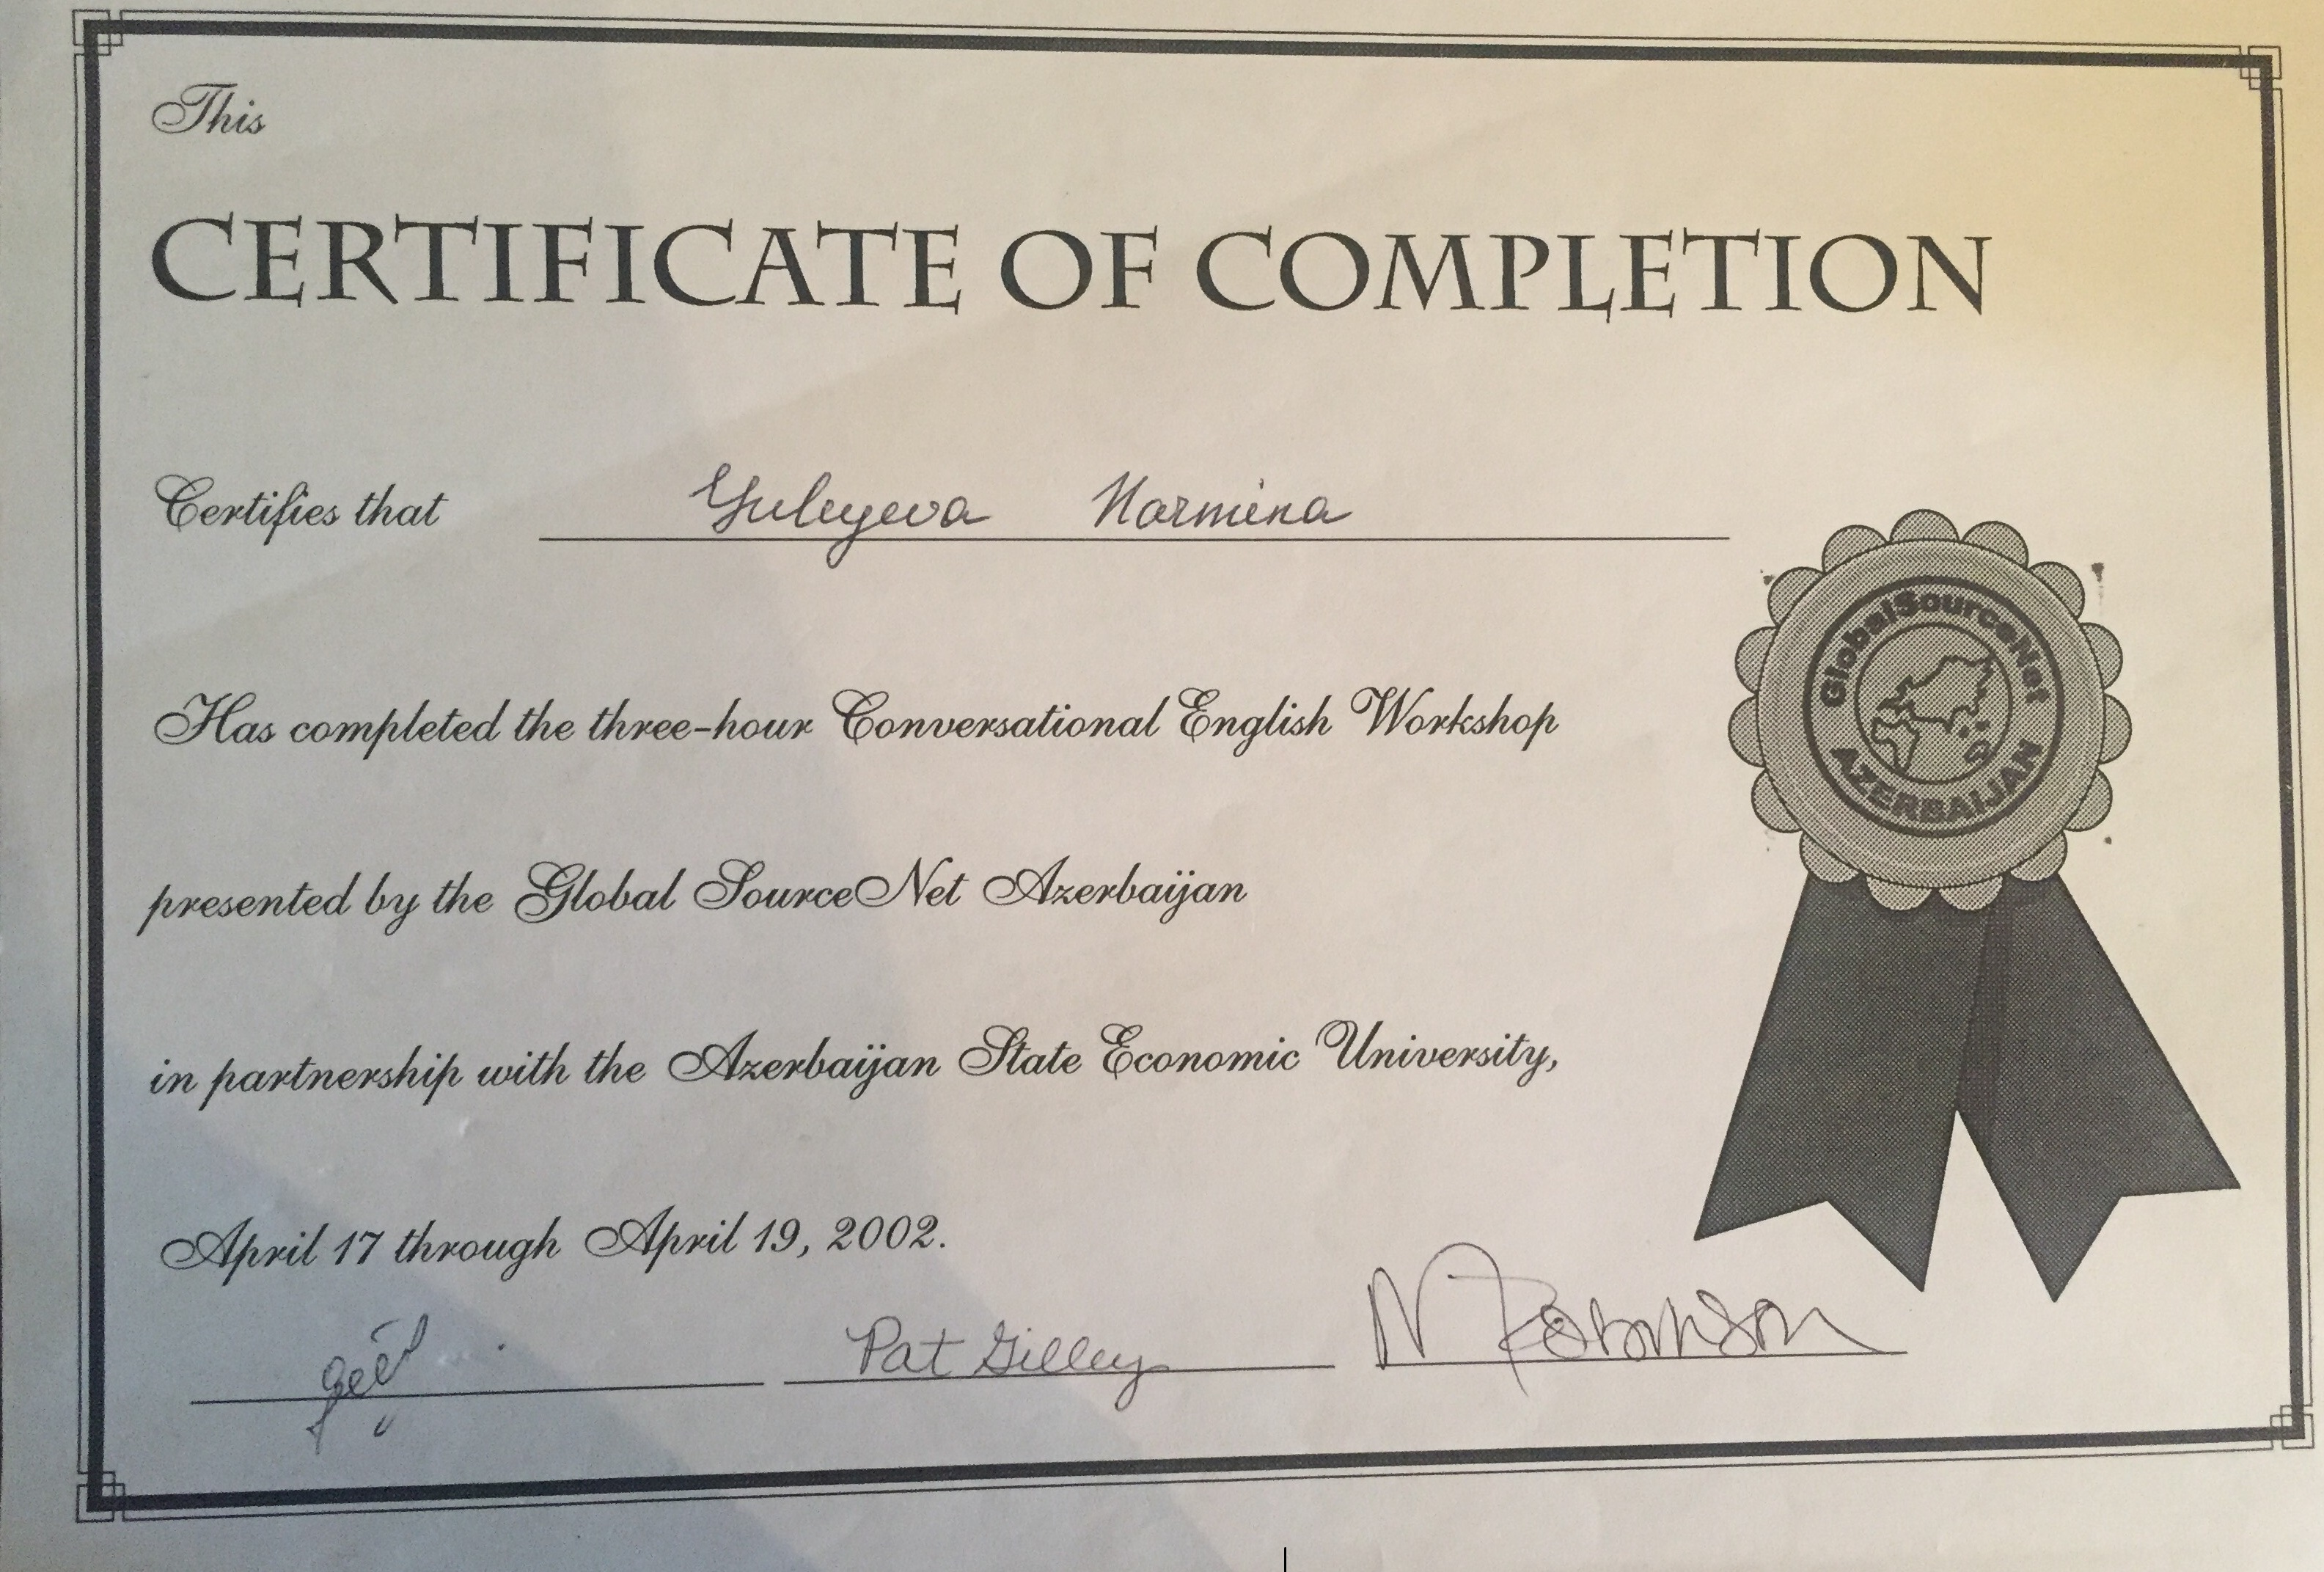 This
CERTIFICATE OF COMPLETION
Certifies that Guleyeva Narmina
Has completed the three-hour Conversational English Workshop
GlobalSourceNet
AZERBAIJAN
presented by the Global SourceNet Azerbaijan
in partnership with the Azerbaijan State Economic University,
April 17 through April 19, 2002.
Pat Gilley N Robinson